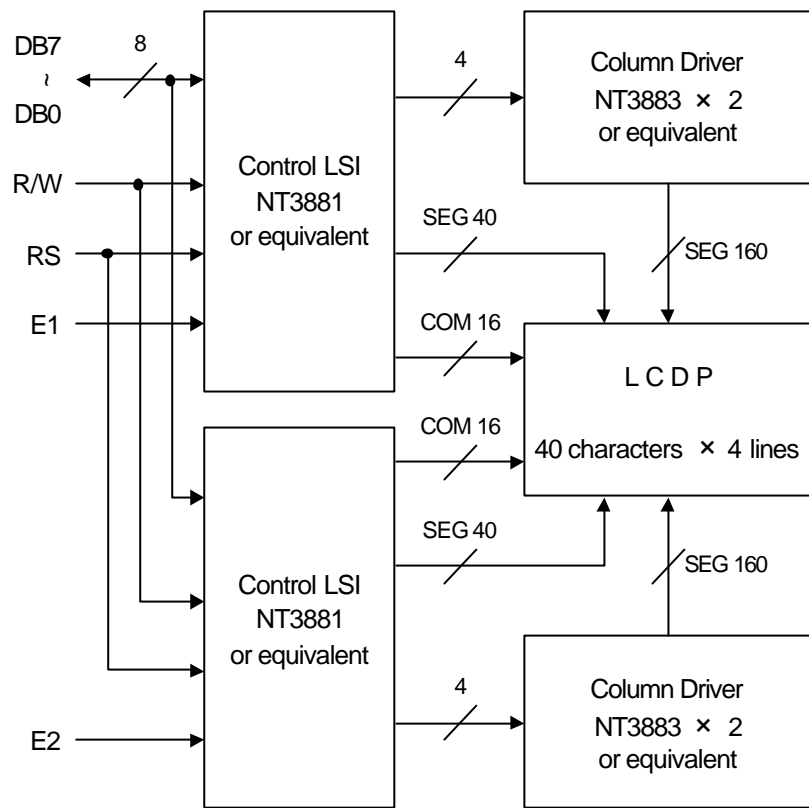 DB7
~
DB0
8
R/W
RS
E1
Control LSI
NT3881
or equivalent
4
SEG 40
COM 16
Column Driver
NT3883 × 2
or equivalent
SEG 160
L C D P
40 characters × 4 lines
COM 16
SEG 40
SEG 160
Control LSI
NT3881
or equivalent
E2
4
Column Driver
NT3883 × 2
or equivalent